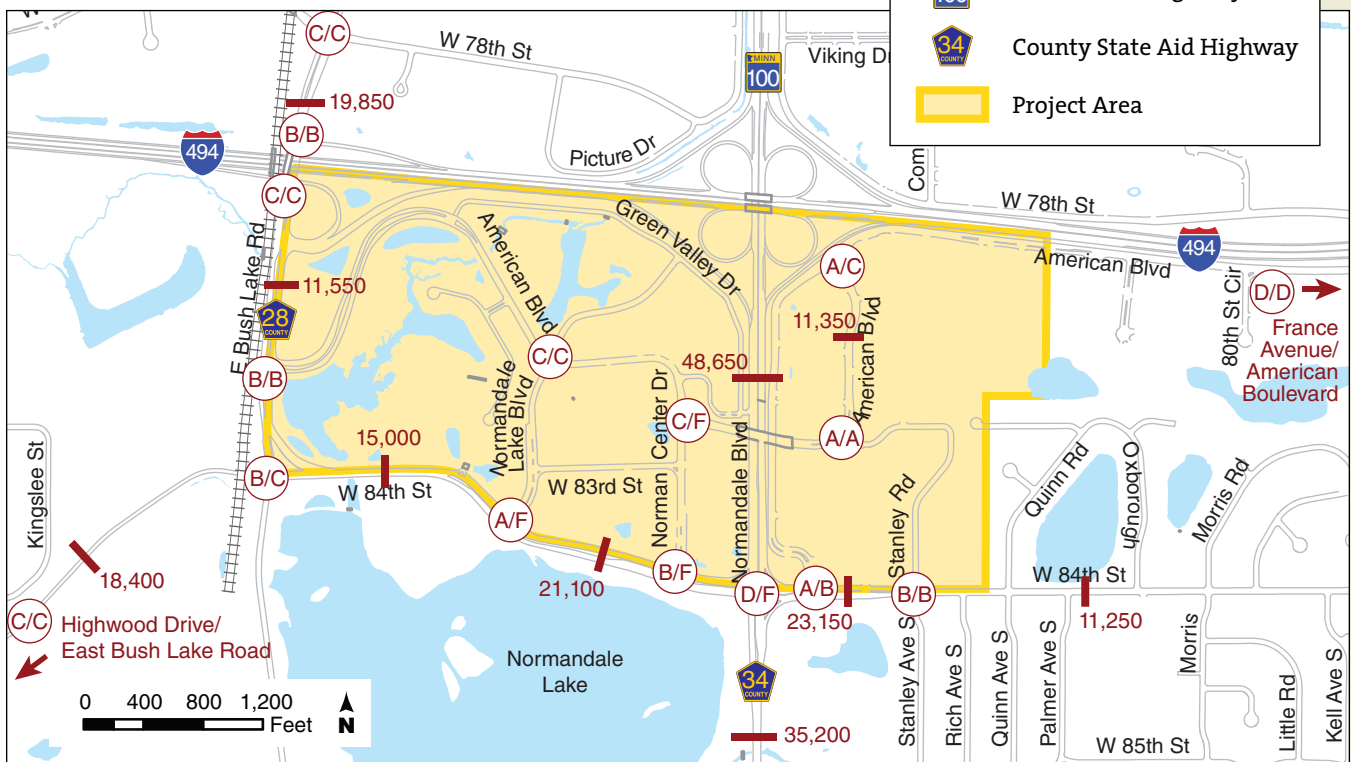 C/C
W 78th St
Viking Dr
MINN
100
34
COUNTY
County State Aid Highway
Project Area
19,850
B/B
494
Picture Dr
C/C
W 78th St
494
American Blvd
Green Valley Dr
American Blvd
A/C
80th St Cir
D/D
France
Avenue/
American
Boulevard
E Bush Lake Rd
11,550
28
COUNTY
11,350
American Blvd
C/C
48,650
B/B
Normandale
Lake Blvd
Norman Center Dr
C/F
Normandale Blvd
A/A
15,000
B/C
W 84th St
W 83rd St
Kingslee St
Stanley Rd
Quinn Rd
Oxborough
Morris Rd
A/F
18,400
21,100
B/F
D/F
A/B
23,150
B/B
W 84th St
11,250
C/C
Highwood Drive/
East Bush Lake Road
Normandale
Lake
34
COUNTY
Stanley Ave S
Rich Ave S
Quinn Ave S
Palmer Ave S
Morris
Little Rd
Kell Ave S
0 400 800 1,200
Feet
N
35,200
W 85th St